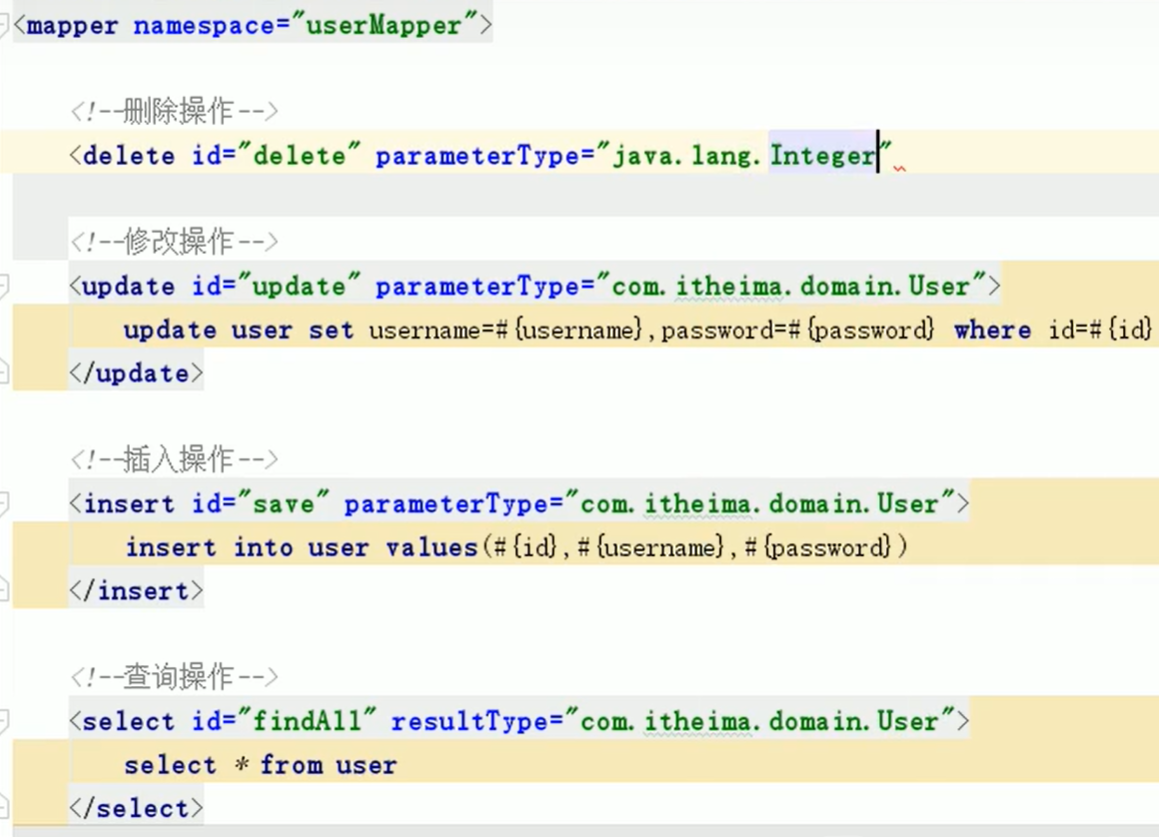 <mapper namespace="userMapper">
<!--删除操作-->
<delete id="delete" parameterType="java.lang.Integer"
<!--修改操作-->
<update id="update" parameterType="com.itheima.domain.User">
update user set username=#{username},password=#{password} where id=#{id}
</update>
<!--插入操作-->
<insert id="save" parameterType="com.itheima.domain.User">
insert into user values(#{id},#{username},#{password})
</insert>
<!--查询操作-->
<select id="findAll" resultType="com.itheima.domain.User">
select * from user
</select>